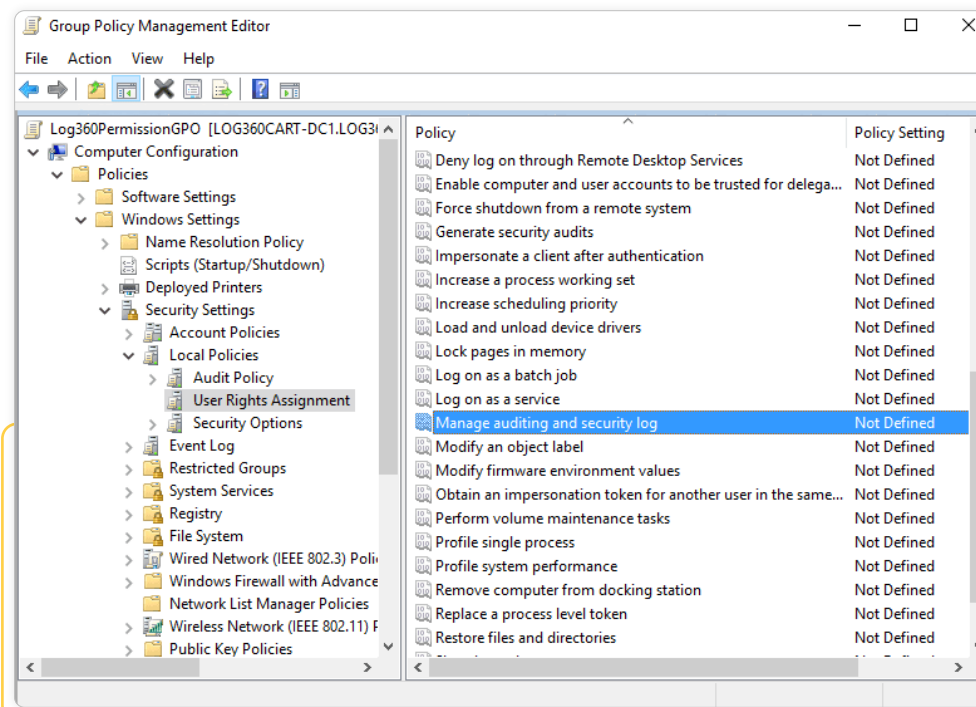 Group Policy Management Editor
File Action View Help
Log360PermissionGPO [LOG360CART-DC1.LOG3
Computer Configuration
Policies
Software Settings
Windows Settings
Name Resolution Policy
Scripts (Startup/Shutdown)
Deployed Printers
Security Settings
Account Policies
Local Policies
Audit Policy
User Rights Assignment
Security Options
Event Log
Restricted Groups
System Services
Registry
File System
Wired Network (IEEE 802.3) Poli
Windows Firewall with Advance
Network List Manager Policies
Wireless Network (IEEE 802.11) P
Public Key Policies
Policy Policy Setting
Deny log on through Remote Desktop Services Not Defined
Enable computer and user accounts to be trusted for delega... Not Defined
Force shutdown from a remote system Not Defined
Generate security audits Not Defined
Impersonate a client after authentication Not Defined
Increase a process working set Not Defined
Increase scheduling priority Not Defined
Load and unload device drivers Not Defined
Lock pages in memory Not Defined
Log on as a batch job Not Defined
Log on as a service Not Defined
Manage auditing and security log Not Defined
Modify an object label Not Defined
Modify firmware environment values Not Defined
Obtain an impersonation token for another user in the same... Not Defined
Perform volume maintenance tasks Not Defined
Profile single process Not Defined
Profile system performance Not Defined
Remove computer from docking station Not Defined
Replace a process level token Not Defined
Restore files and directories Not Defined